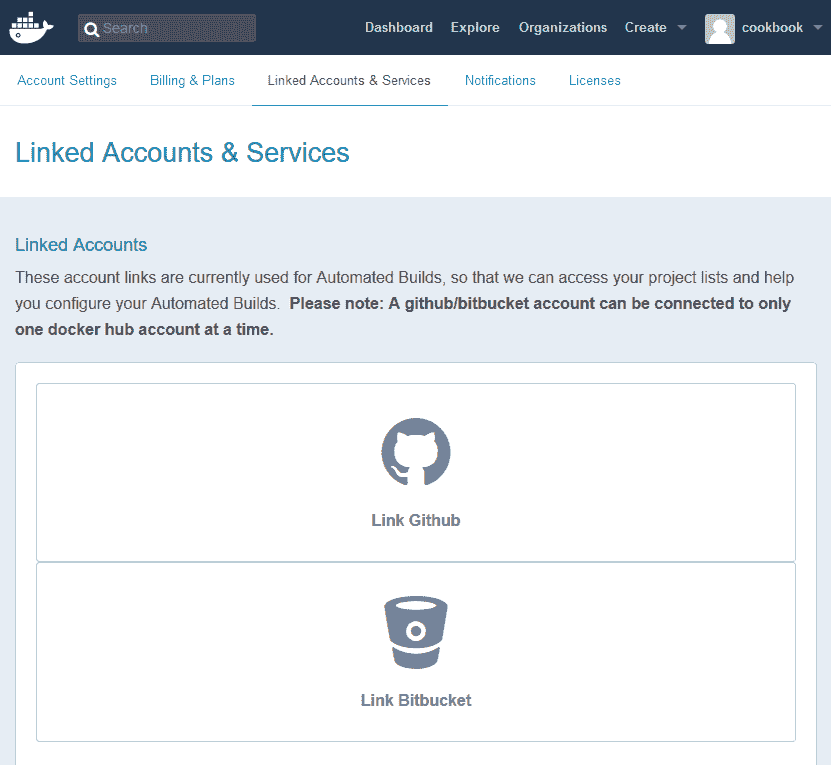 Search
Dashboard Explore Organizations Create cookbook
Account Settings Billing & Plans Linked Accounts & Services Notifications Licenses
Linked Accounts & Services
Linked Accounts
These account links are currently used for Automated Builds, so that we can access your project lists and help
you configure your Automated Builds. Please note: A github/bitbucket account can be connected to only
one docker hub account at a time.
Link Github
Link Bitbucket